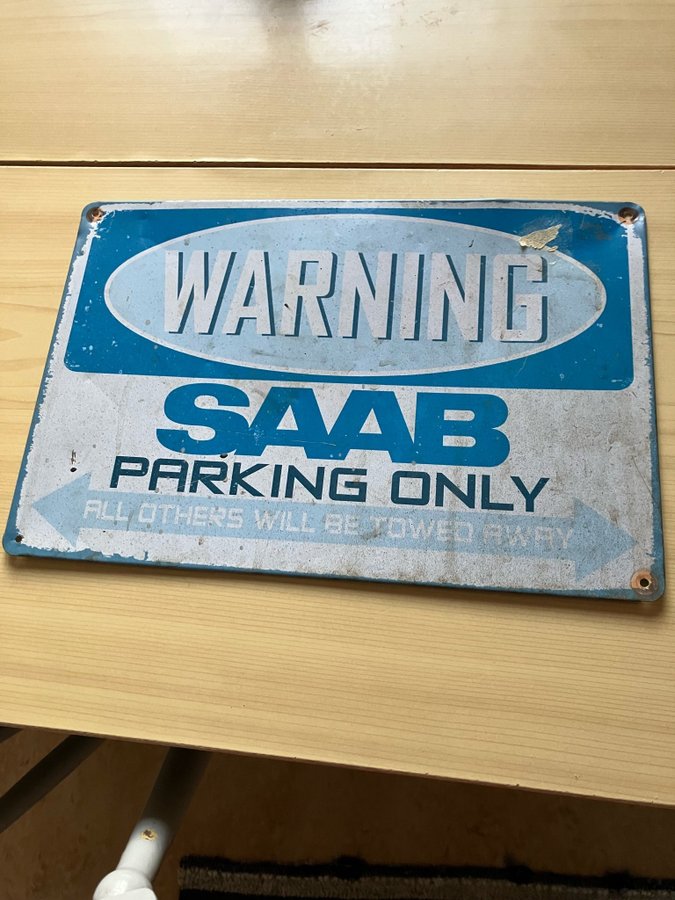 WARNING
SAAB
PARKING ONLY
ALL OTHERS WILL BE TOWED AWAY